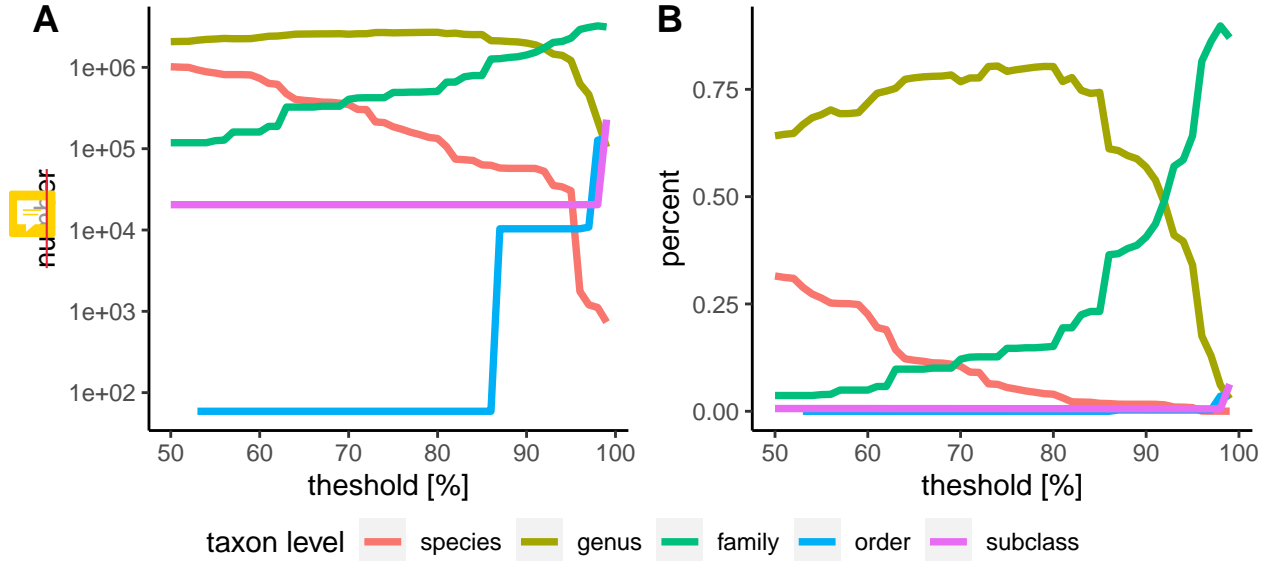 A
B
1e+06
1e+05
1e+04
1e+03
1e+02
number
50 60 70 80 90 100
theshold [%]
0.75
0.50
0.25
0.00
percent
50 60 70 80 90 100
theshold [%]
taxon level species genus family order subclass